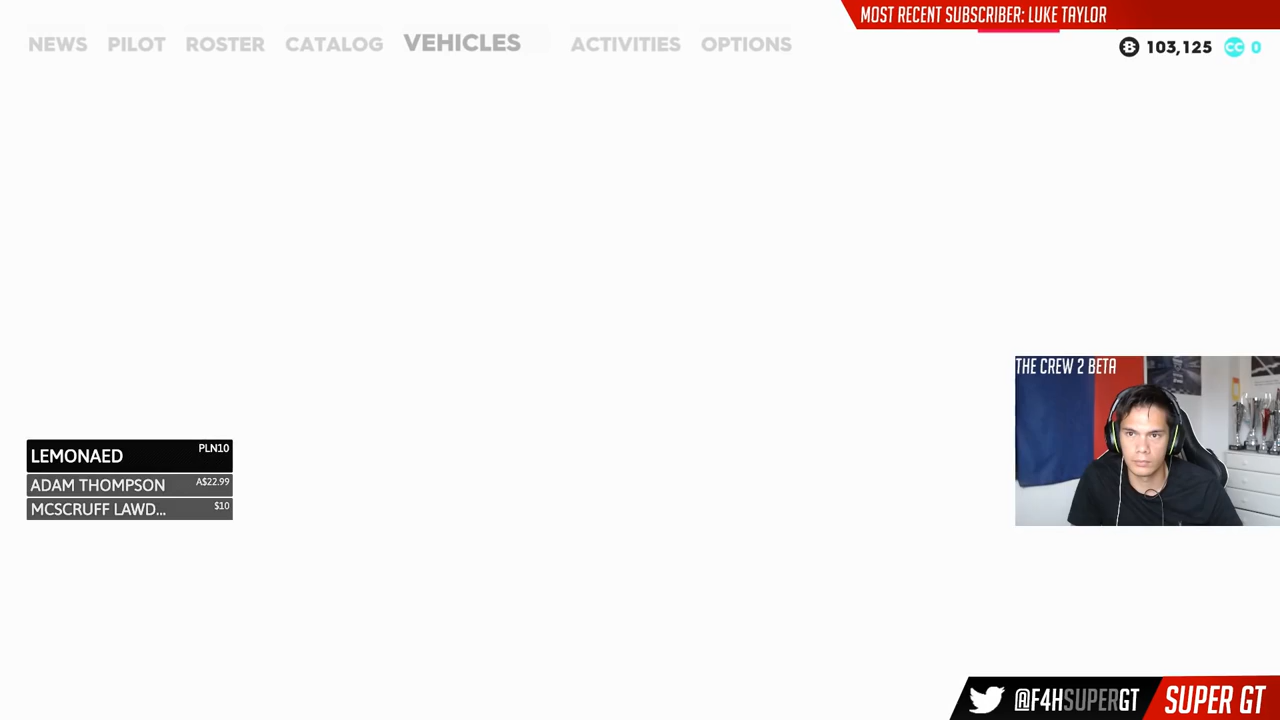 MOST RECENT SUBSCRIBER: LUKE TAYLOR
NEWS PILOT ROSTER CATALOG VEHICLES ACTIVITIES OPTIONS
103,125 CC 0
THE CREW 2 BETA
LEMONAED PLN10
ADAM THOMPSON A$22.99
MCSCRUFF LAWD... $10
@F4HSUPERGT SUPER GT